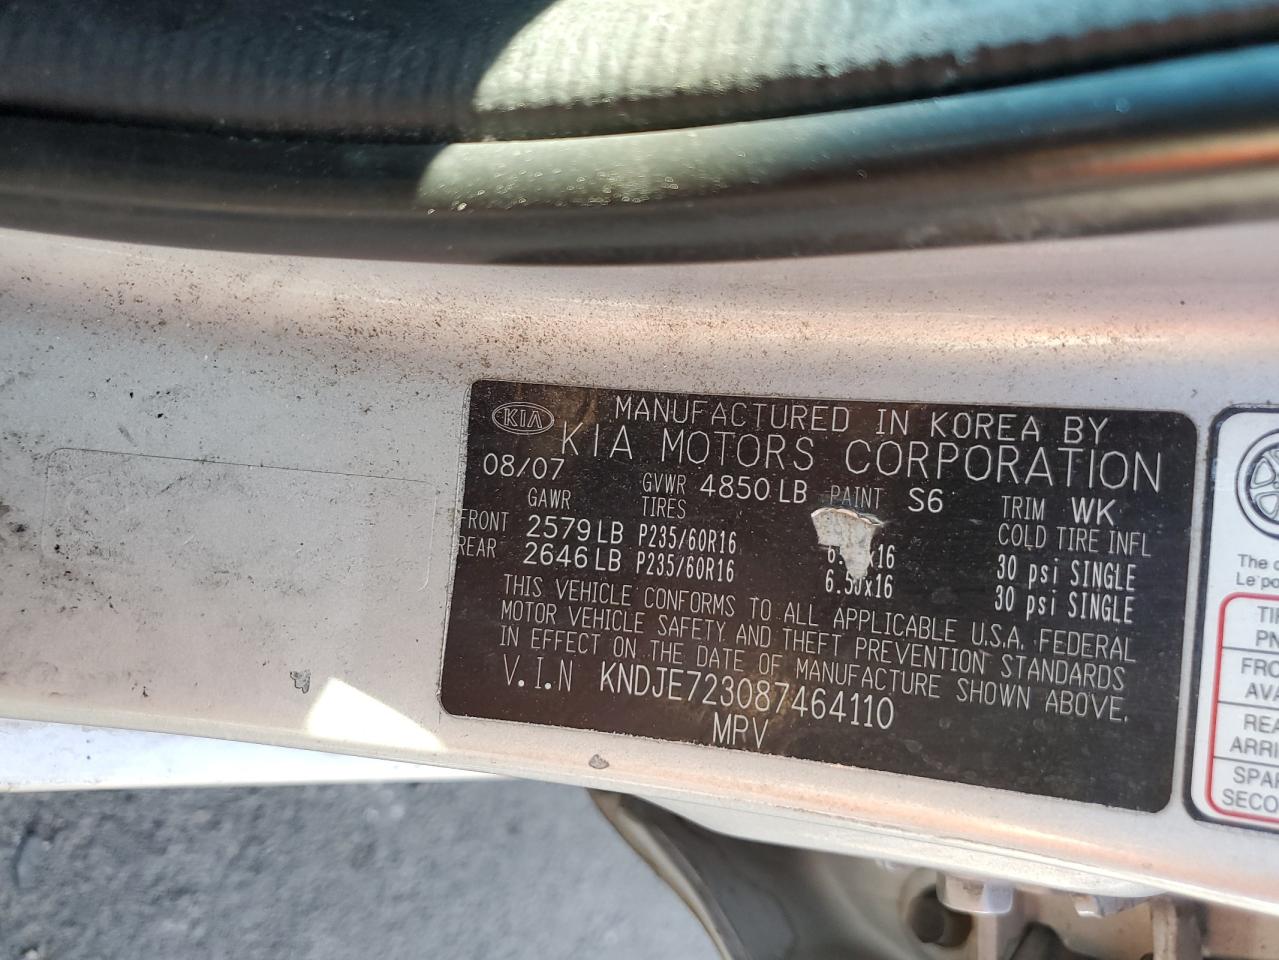 KIA
MANUFACTURED IN KOREA BY
KIA MOTORS CORPORATION
08/07 GVWR 4850 LB PAINT S6 TRIM WK
GAWR TIRES COLD TIRE INFL
FRONT 2579 LB P235/60R16 30 psi SINGLE
REAR 2646 LB P235/60R16 6.50x16 30 psi SINGLE
THIS VEHICLE CONFORMS TO ALL APPLICABLE U.S.A. FEDERAL
MOTOR VEHICLE SAFETY AND THEFT PREVENTION STANDARDS
IN EFFECT ON THE DATE OF MANUFACTURE SHOWN ABOVE.
V.I.N KNDJE723087464110
MPV
The
Le